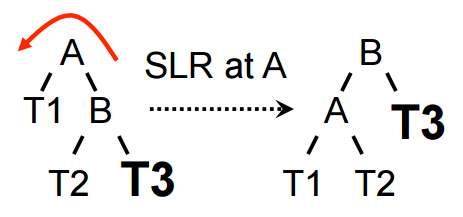 A
T1 B
T2 T3
SLR at A
B
A T3
T1 T2